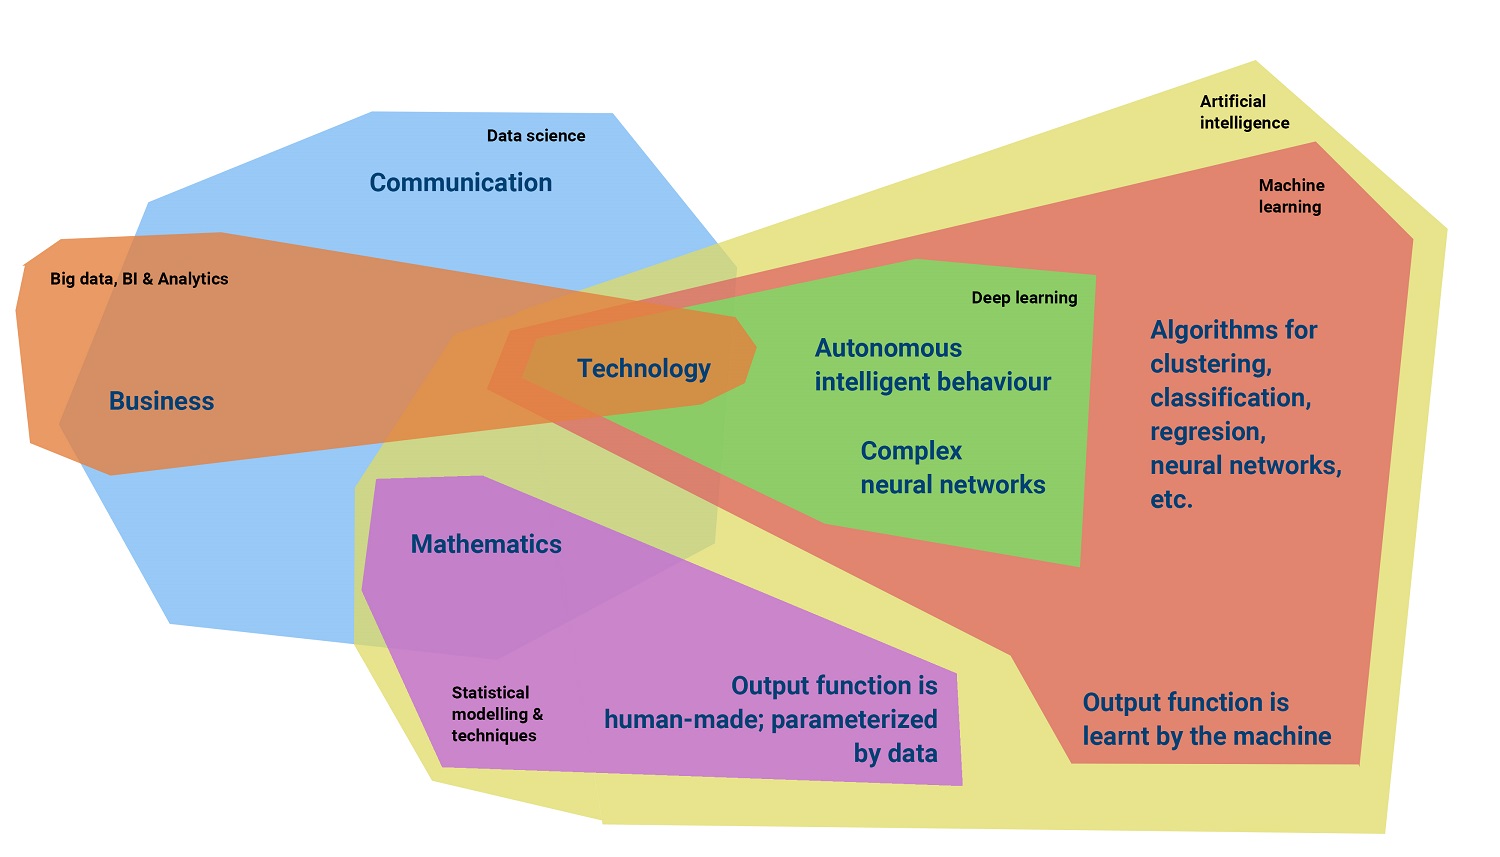 Artificial
intelligence
Data science
Communication
Machine
learning
Big data, BI & Analytics
Business
Technology
Deep learning
Autonomous
intelligent behaviour
Complex
neural networks
Algorithms for
clustering,
classification,
regresion,
neural networks,
etc.
Mathematics
Statistical
modelling &
techniques
Output function is
human-made; parameterized
by data
Output function is
learnt by the machine